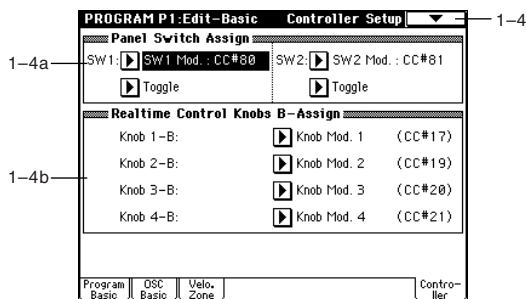 PROGRAM P1:Edit-Basic Controller Setup
1-4
Panel Switch Assign
1-4a
SW1: SW1 Mod. : CC#80 SW2: SW2 Mod. : CC#81
Toggle Toggle
Realtime Control Knobs B-Assign
Knob 1-B: Knob Mod. 1 (CC#17)
Knob 2-B: Knob Mod. 2 (CC#19)
1-4b
Knob 3-B: Knob Mod. 3 (CC#20)
Knob 4-B: Knob Mod. 4 (CC#21)
Program Basic
OSC Basic
Velo. Zone
Contro-
ller